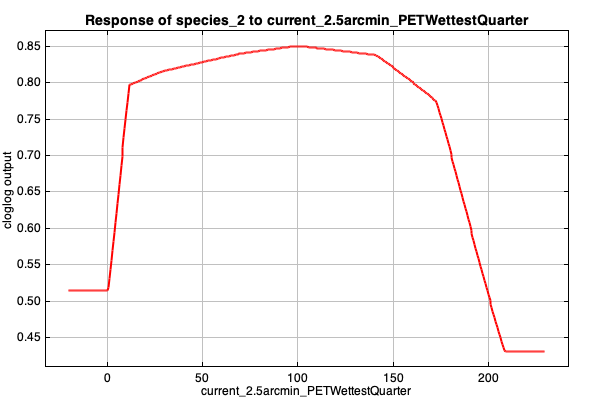 Response of species_2 to current_2.5arcmin_PETWettestQuarter
0.85
0.80
0.75
0.70
0.65
0.60
0.55
0.50
0.45
cloglog output
0 50 100 150 200
current_2.5arcmin_PETWettestQuarter